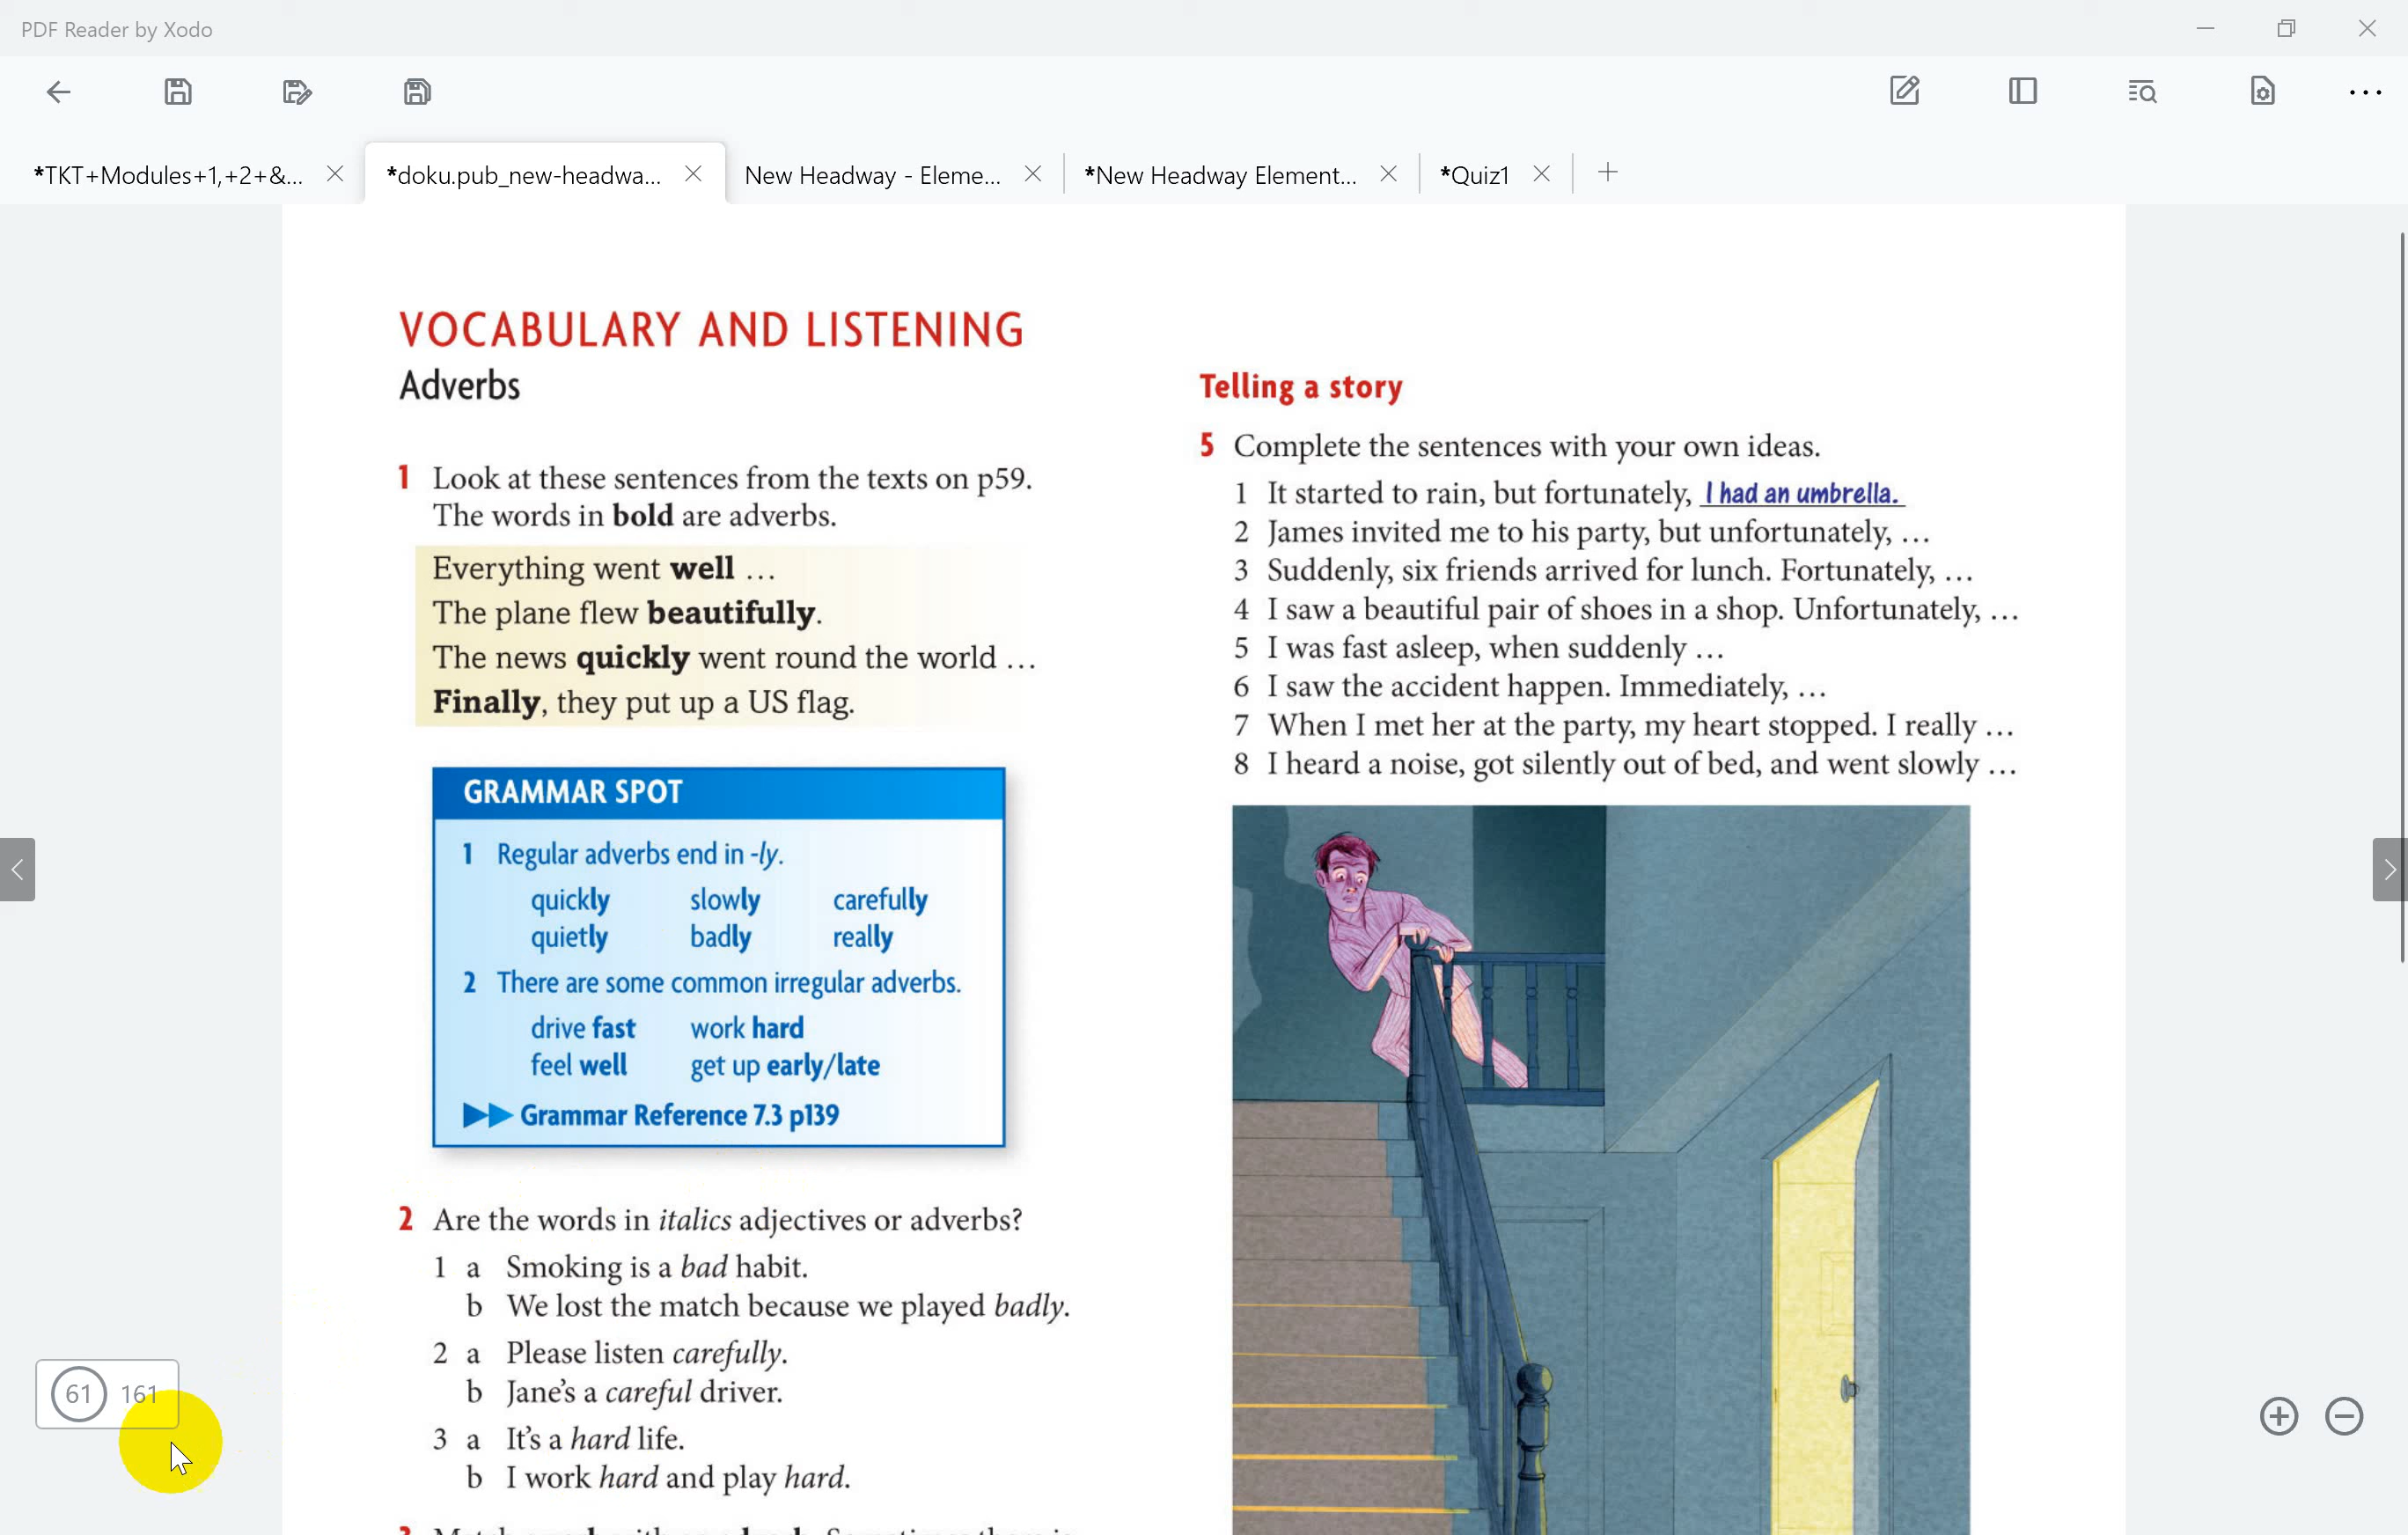 PDF Reader by Xodo
*TKT+Modules+1,+2+&...
*doku.pub_new-headwa...
New Headway - Eleme...
*New Headway Element...
*Quiz1
VOCABULARY AND LISTENING
Adverbs
1 Look at these sentences from the texts on p59.
The words in bold are adverbs.
Everything went well …
The plane flew beautifully.
The news quickly went round the world …
Finally, they put up a US flag.
GRAMMAR SPOT
1 Regular adverbs end in -ly.
quickly slowly carefully
quietly badly really
2 There are some common irregular adverbs.
drive fast work hard
feel well get up early/late
Grammar Reference 7.3 p139
2 Are the words in italics adjectives or adverbs?
1 a Smoking is a bad habit.
b We lost the match because we played badly.
2 a Please listen carefully.
b Jane's a careful driver.
3 a It's a hard life.
b I work hard and play hard.
Telling a story
5 Complete the sentences with your own ideas.
1 It started to rain, but fortunately, I had an umbrella.
2 James invited me to his party, but unfortunately, …
3 Suddenly, six friends arrived for lunch. Fortunately, …
4 I saw a beautiful pair of shoes in a shop. Unfortunately, …
5 I was fast asleep, when suddenly …
6 I saw the accident happen. Immediately, …
7 When I met her at the party, my heart stopped. I really …
8 I heard a noise, got silently out of bed, and went slowly …
61 161